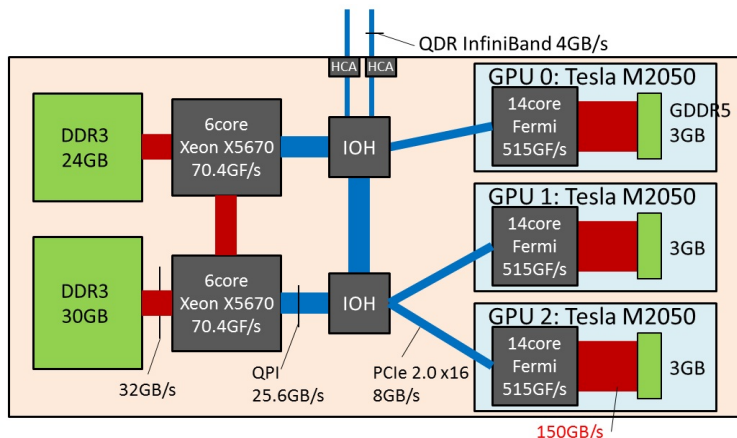 QDR InfiniBand 4GB/s
HCA
HCA
GPU 0: Tesla M2050
DDR3
24GB
6core
Xeon X5670
70.4GF/s
IOH
14core
Fermi
515GF/s
GDDR5
3GB
GPU 1: Tesla M2050
14core
Fermi
515GF/s
3GB
DDR3
30GB
6core
Xeon X5670
70.4GF/s
IOH
GPU 2: Tesla M2050
14core
Fermi
515GF/s
3GB
32GB/s
QPI
25.6GB/s
PCIe 2.0 x16
8GB/s
150GB/s